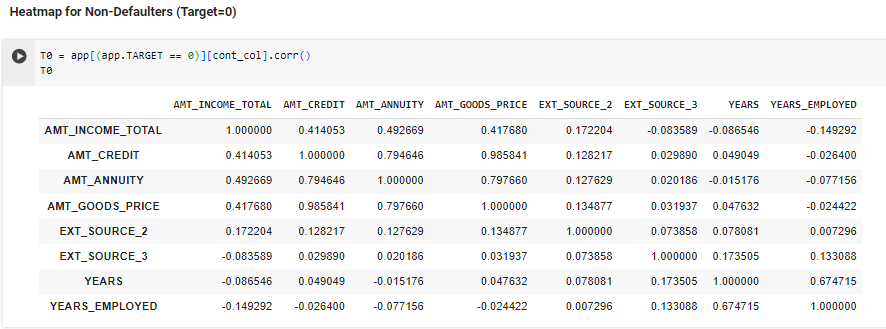 Heatmap for Non-Defaulters (Target=0)
T0 = app[(app.TARGET == 0)][cont_col].corr()
T0
AMT_INCOME_TOTAL AMT_CREDIT AMT_ANNUITY AMT_GOODS_PRICE EXT_SOURCE_2 EXT_SOURCE_3 YEARS YEARS_EMPLOYED
AMT_INCOME_TOTAL 1.000000 0.414053 0.492669 0.417680 0.172204 -0.083589 -0.086546 -0.149292
AMT_CREDIT 0.414053 1.000000 0.794646 0.985841 0.128217 0.029890 0.049049 -0.026400
AMT_ANNUITY 0.492669 0.794646 1.000000 0.797660 0.127629 0.020186 -0.015176 -0.077156
AMT_GOODS_PRICE 0.417680 0.985841 0.797660 1.000000 0.134877 0.031937 0.047632 -0.024422
EXT_SOURCE_2 0.172204 0.128217 0.127629 0.134877 1.000000 0.073858 0.078081 0.007296
EXT_SOURCE_3 -0.083589 0.029890 0.020186 0.031937 0.073858 1.000000 0.173505 0.133088
YEARS -0.086546 0.049049 -0.015176 0.047632 0.078081 0.173505 1.000000 0.674715
YEARS_EMPLOYED -0.149292 -0.026400 -0.077156 -0.024422 0.007296 0.133088 0.674715 1.000000